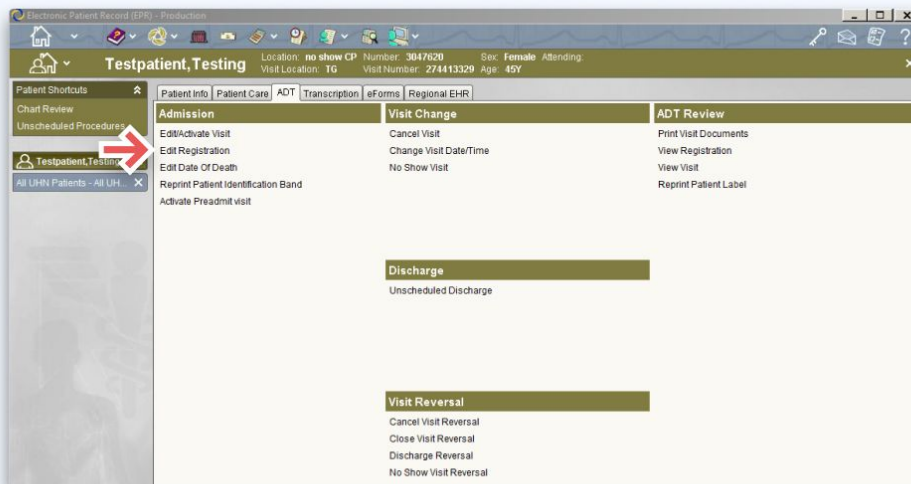 Electronic Patient Record (EPR) - Production
Testpatient,Testing
Location: no show CP Number: 3047620 Sex: Female Attending:
Visit Location: TG Visit Number: 274413329 Age: 45Y
Patient Shortcuts
Chart Review
Unscheduled Procedures
Testpatient,Testing
All UHN Patients - All UH...
Patient Info Patient Care ADT Transcription eForms Regional EHR
Admission
Edit/Activate Visit
Edit Registration
Edit Date Of Death
Reprint Patient Identification Band
Activate Preadmit visit
Visit Change
Cancel Visit
Change Visit Date/Time
No Show Visit
Discharge
Unscheduled Discharge
Visit Reversal
Cancel Visit Reversal
Close Visit Reversal
Discharge Reversal
No Show Visit Reversal
ADT Review
Print Visit Documents
View Registration
View Visit
Reprint Patient Label